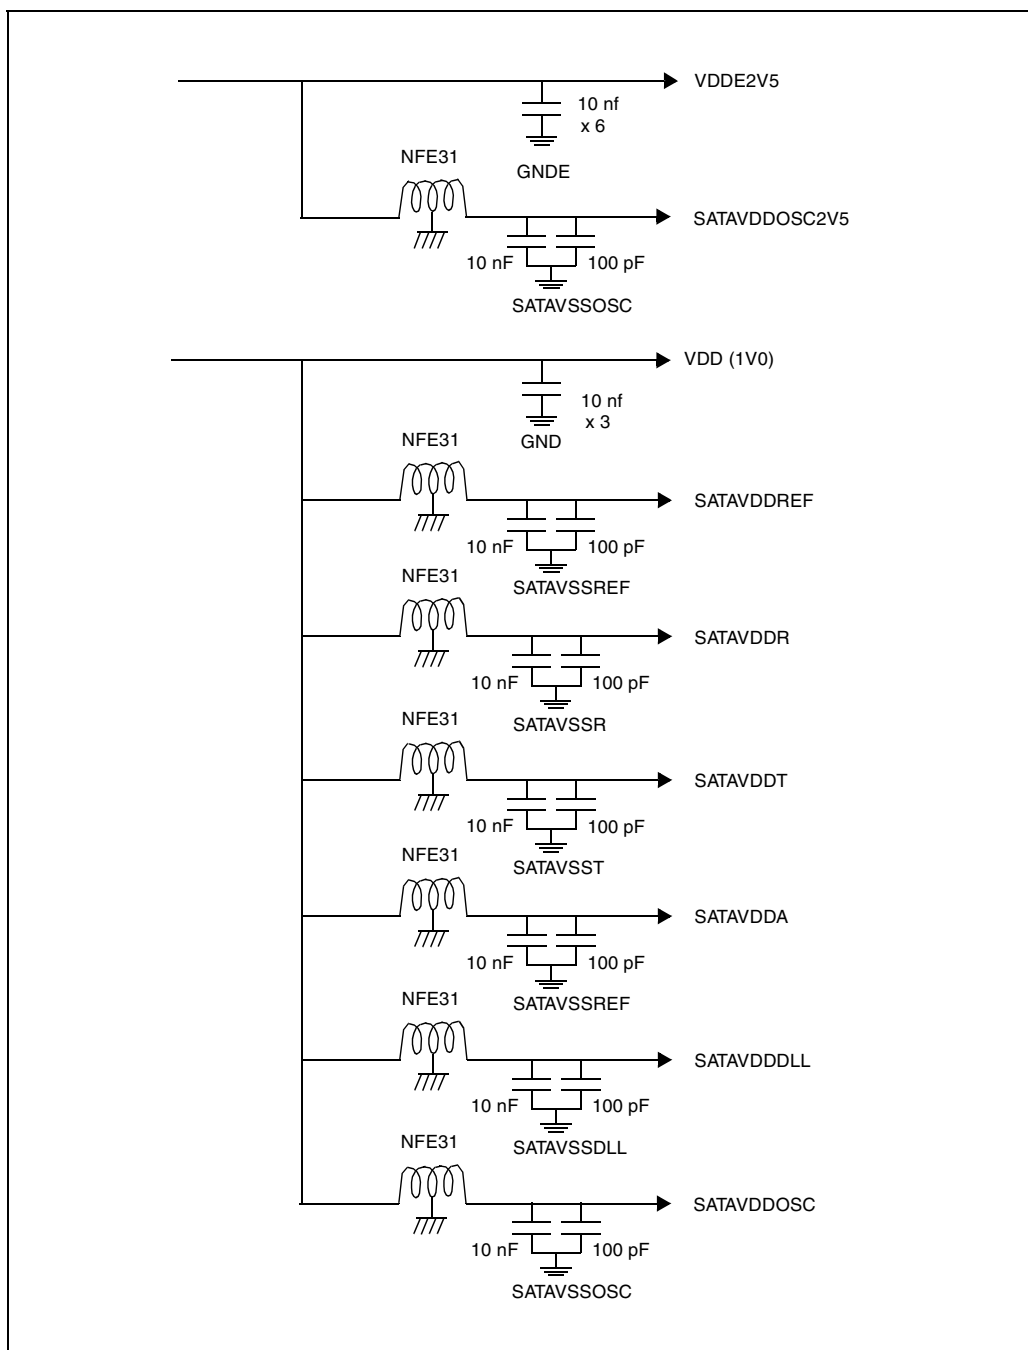 VDDE2V5
10 nf
x 6
GNDE
NFE31
SATAVDDOSC2V5
10 nF 100 pF
SATAVSSOSC
VDD (1V0)
10 nf
x 3
GND
NFE31
SATAVDDREF
10 nF 100 pF
SATAVSSREF
NFE31
SATAVDDR
10 nF 100 pF
SATAVSSR
NFE31
SATAVDDT
10 nF 100 pF
SATAVSST
NFE31
SATAVDDA
10 nF 100 pF
SATAVSSREF
NFE31
SATAVDDDLL
10 nF 100 pF
SATAVSSDLL
NFE31
SATAVDDOSC
10 nF 100 pF
SATAVSSOSC